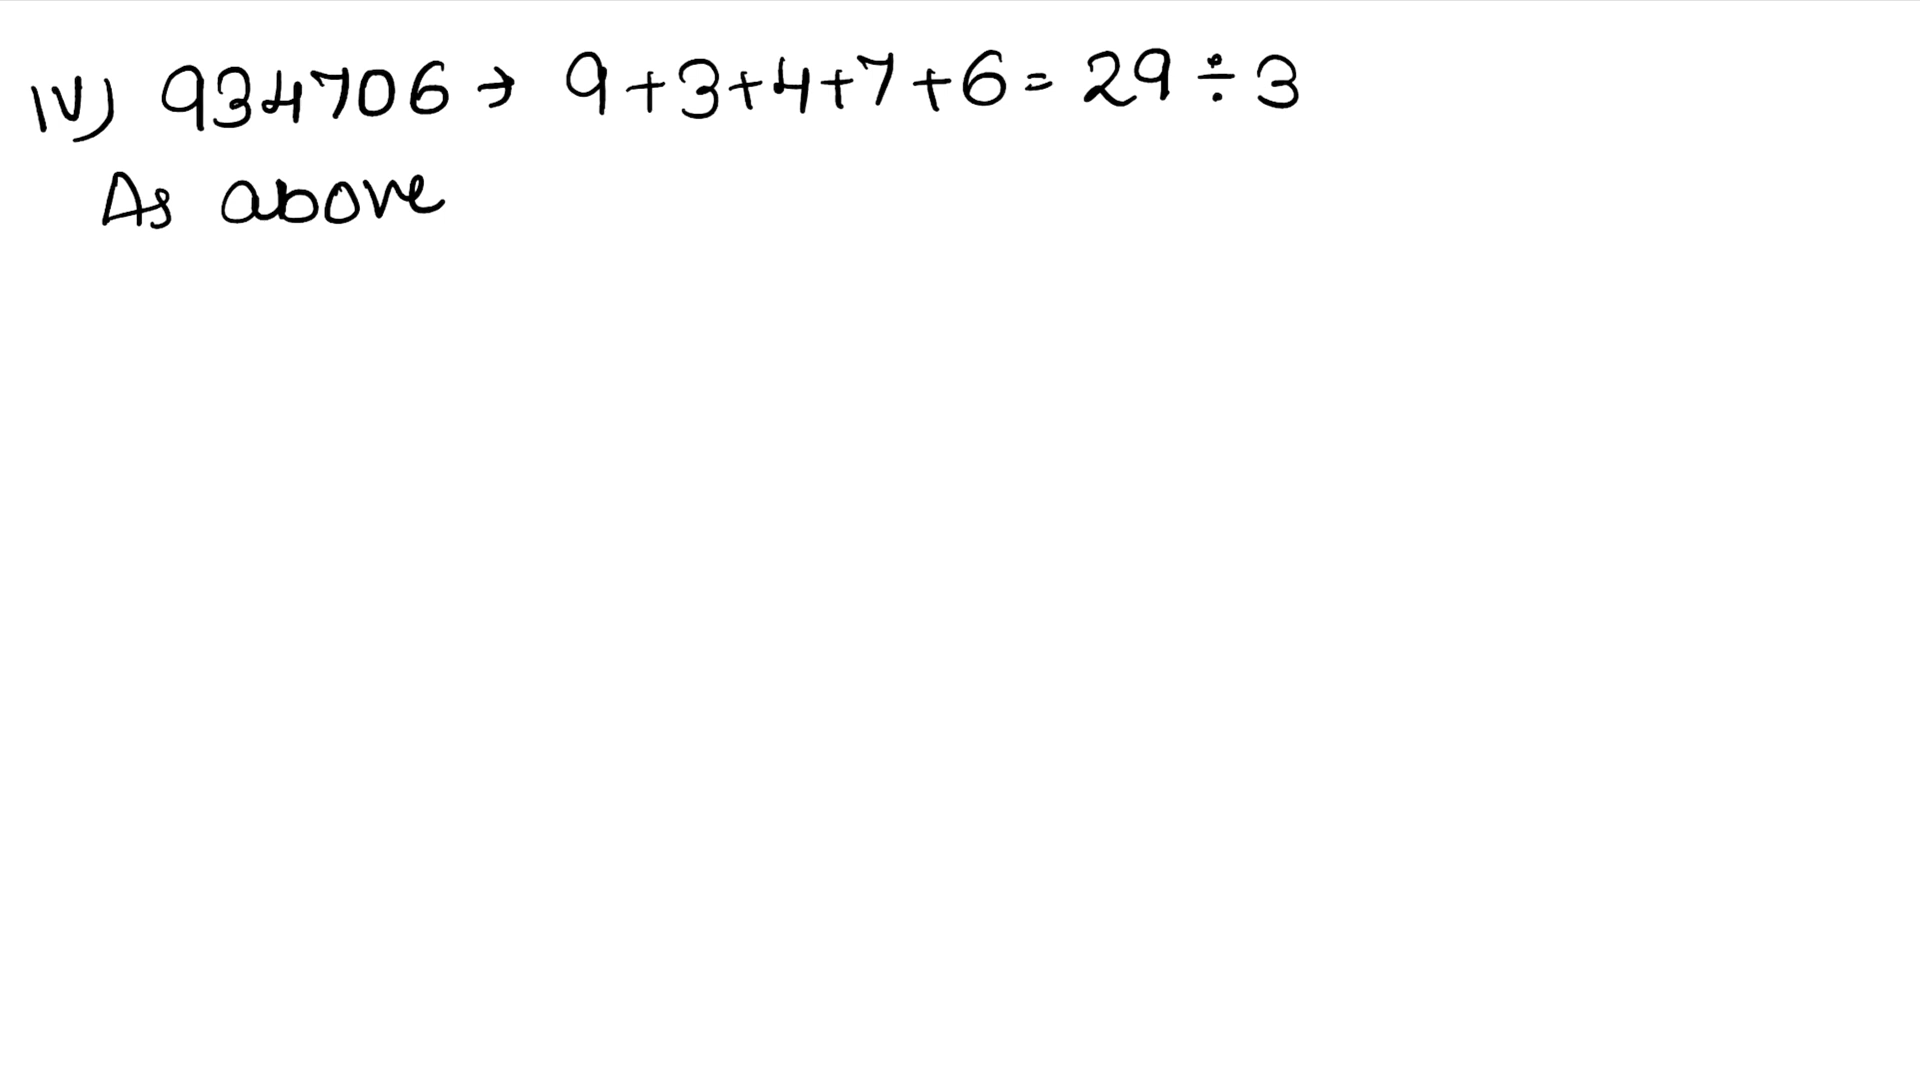 IV) 934706 → 9+3+4+7+6= 29 ÷ 3
As above